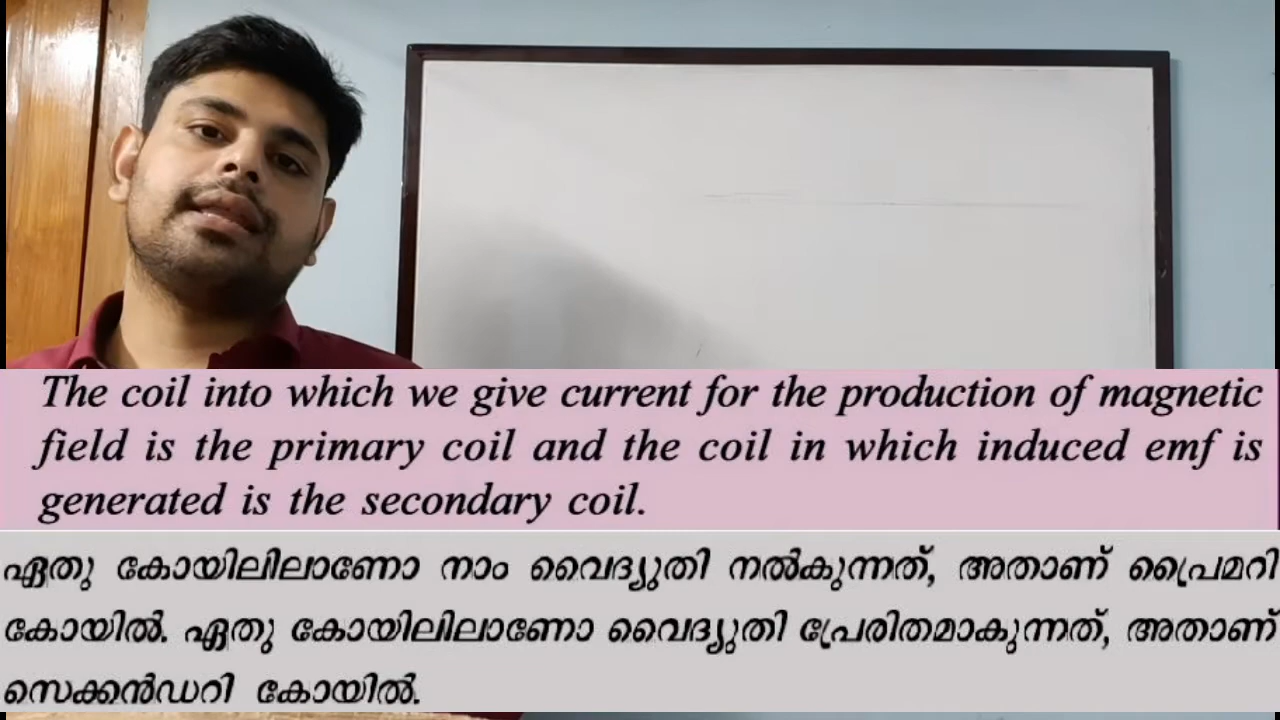 The coil into which we give current for the production of magnetic
field is the primary coil and the coil in which induced emf is
generated is the secondary coil.
ഏതു കോയിലിലാണോ നാം വൈദ്യുതി നൽകുന്നത്, അതാണ് പ്രൈമറി
കോയിൽ. ഏതു കോയിലിലാണോ വൈദ്യുതി പ്രേരിതമാകുന്നത്, അതാണ്
സെക്കൻഡറി കോയിൽ.